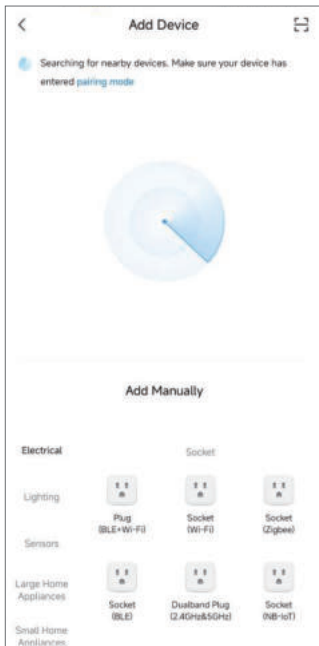 Add Device
Searching for nearby devices. Make sure your device has
entered pairing mode
Add Manually
Electrical
Socket
Lighting
Plug
(BLE+Wi-Fi)
Socket
(Wi-Fi)
Socket
(Zigbee)
Sensors
Large Home
Appliances
Socket
(BLE)
Dualband Plug
(2.4GHz&5GHz)
Socket
(NB-IoT)
Small Home
Appliances